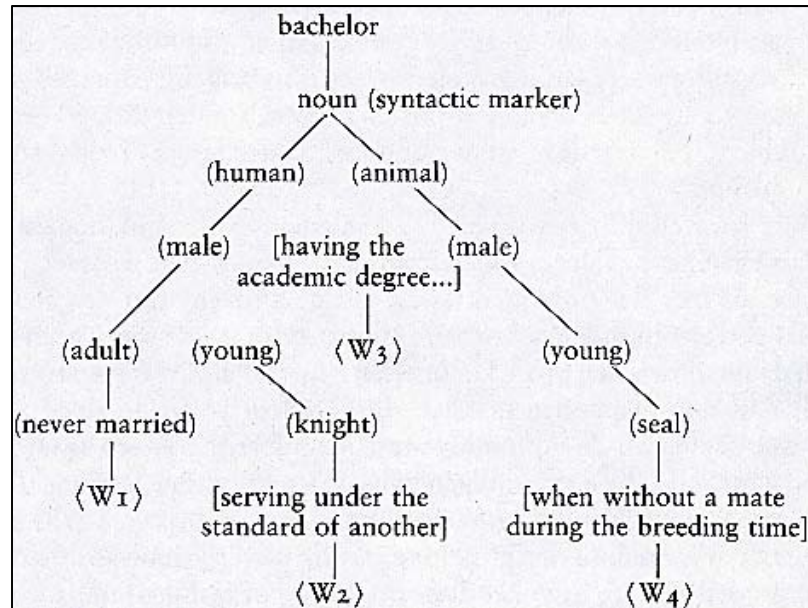 bachelor
noun (syntactic marker)
(human) (animal)
(male) [having the (male)
academic degree...]
(adult) (young) ⟨W3⟩ (young)
(never married) (knight) (seal)
⟨W1⟩ [serving under the [when without a mate
standard of another] during the breeding time]
⟨W2⟩ ⟨W4⟩